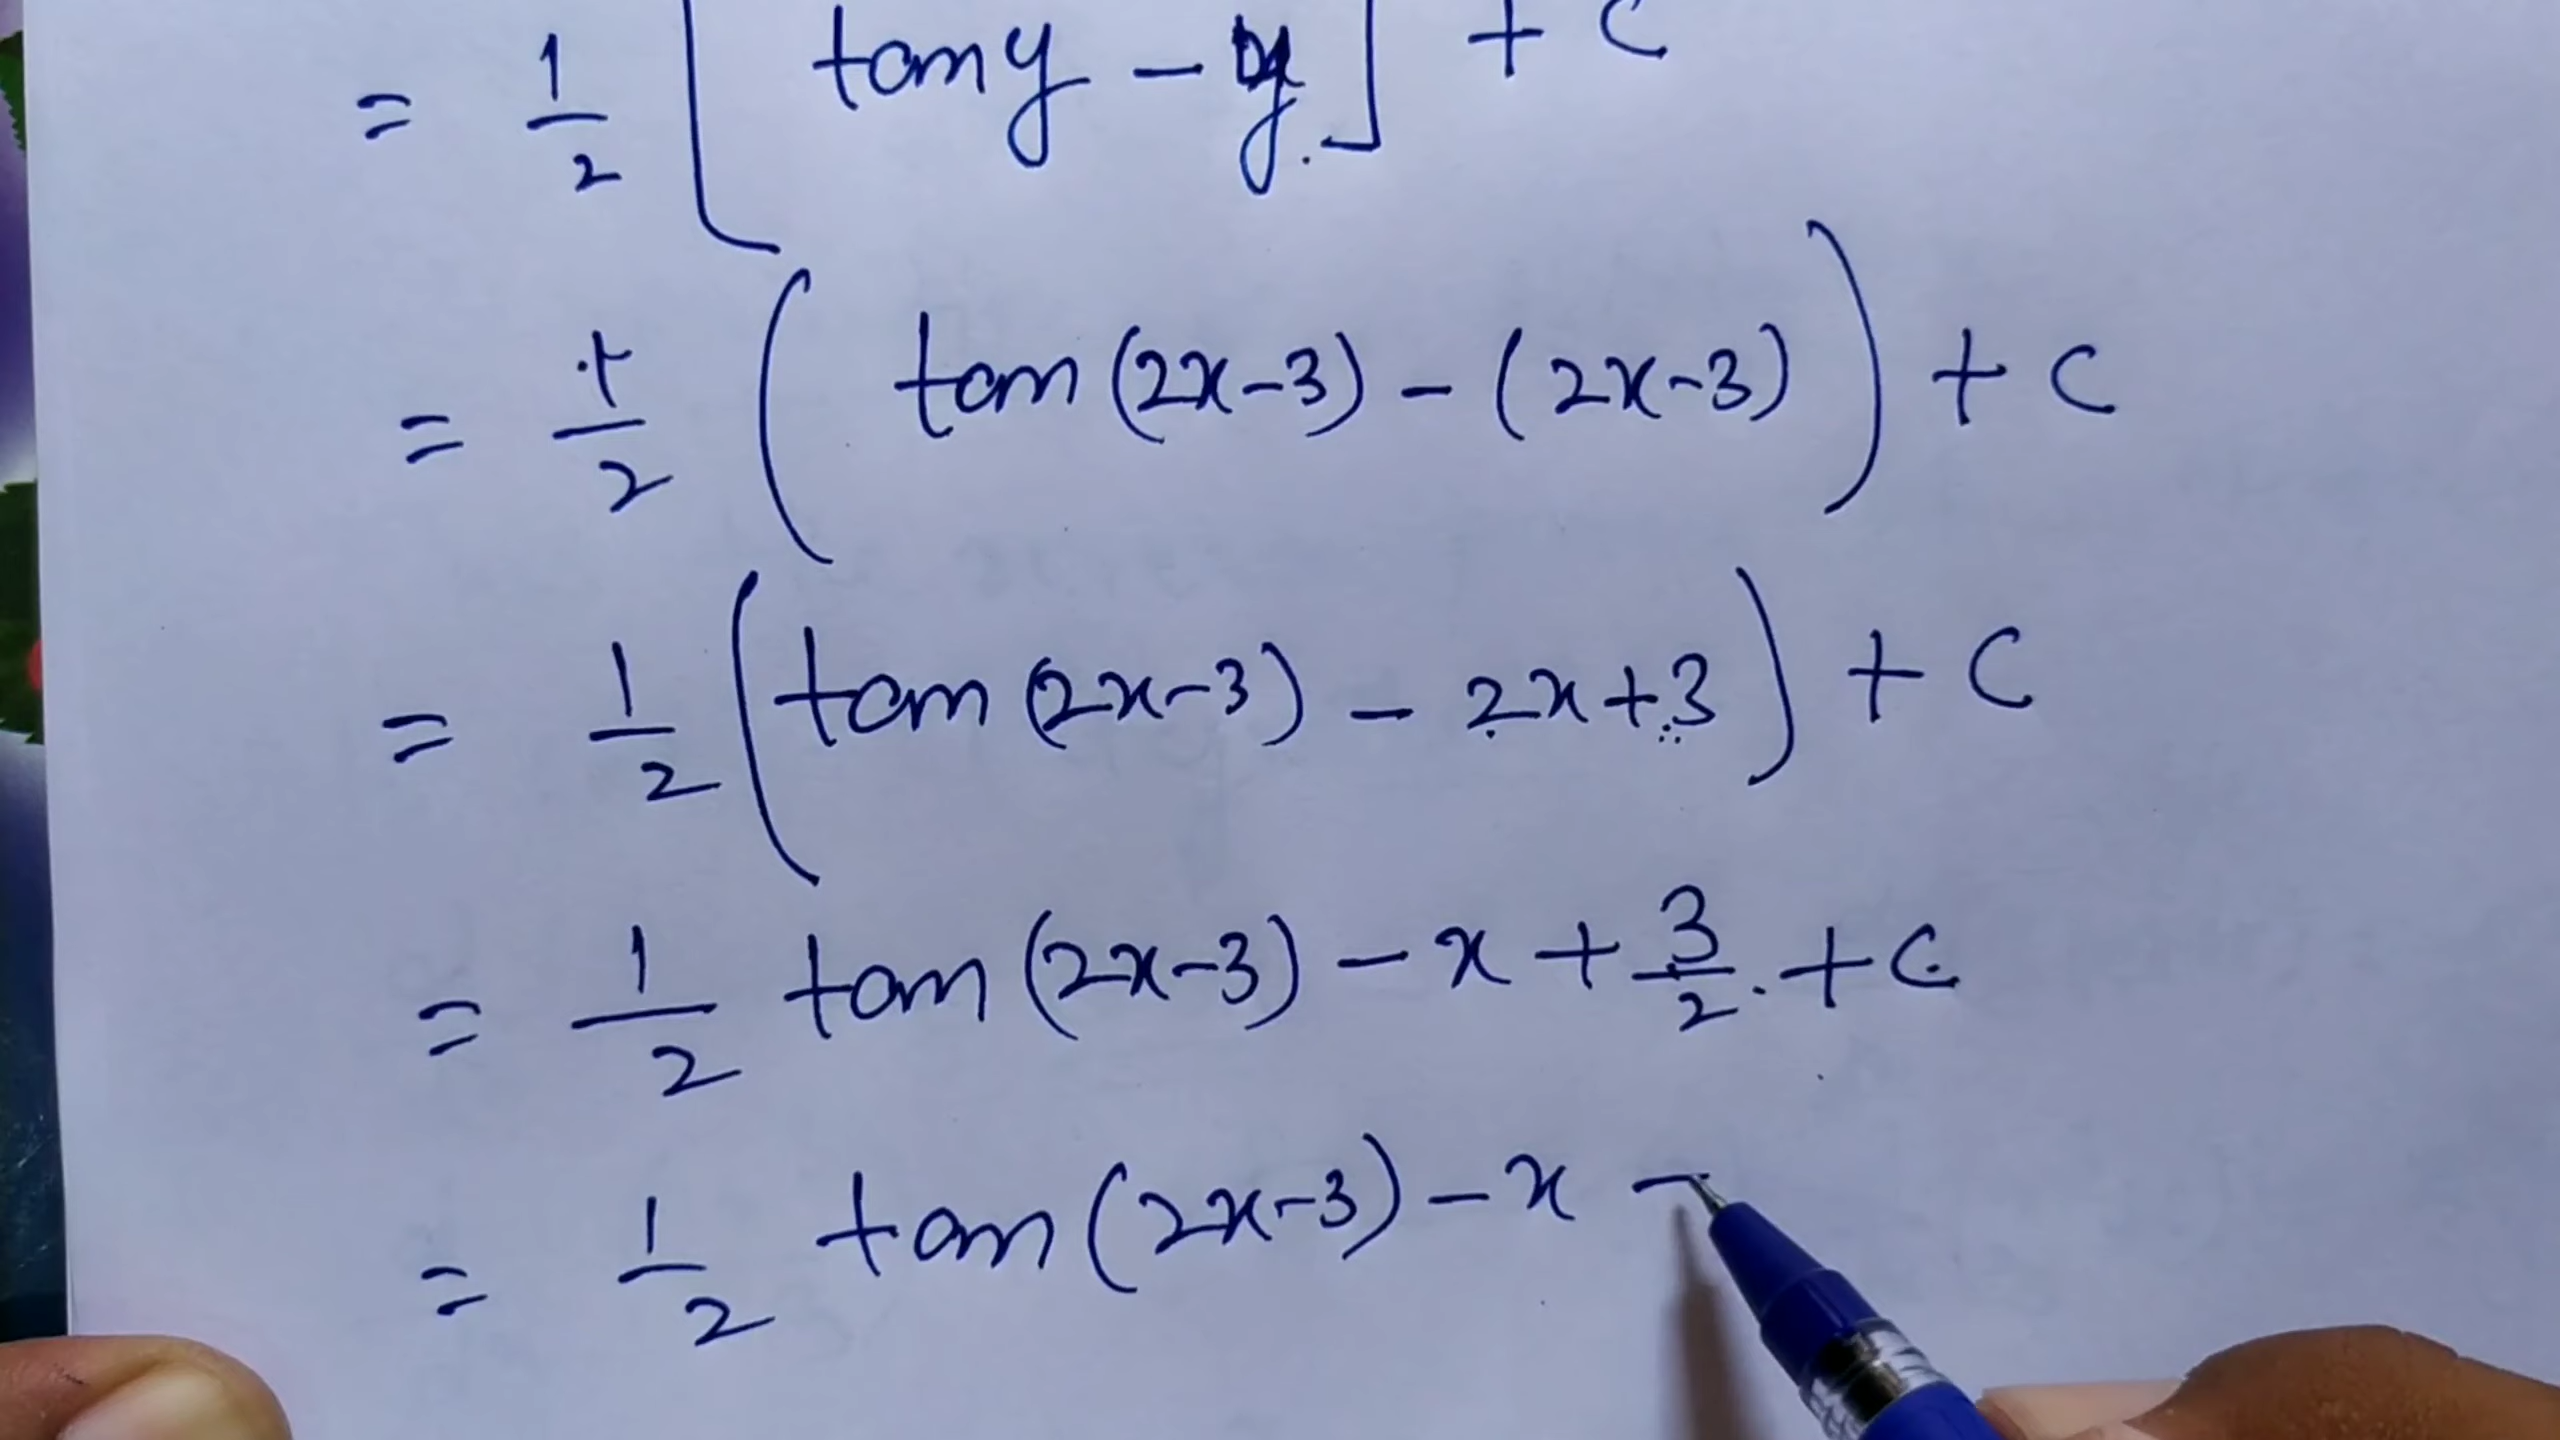 = 1/2 [tan y - y] + C
= 1/2 (tan (2x-3) - (2x-3)) + C
= 1/2 (tan (2x-3) - 2x+3) + C
= 1/2 tan (2x-3) - x + 3/2 + C
= 1/2 tan (2x-3) - x -